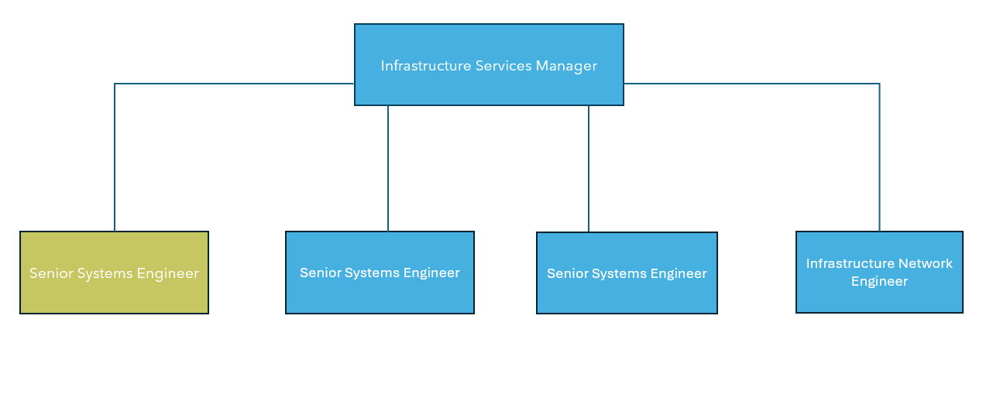 Infrastructure Services Manager
Senior Systems Engineer
Senior Systems Engineer
Senior Systems Engineer
Infrastructure Network
Engineer